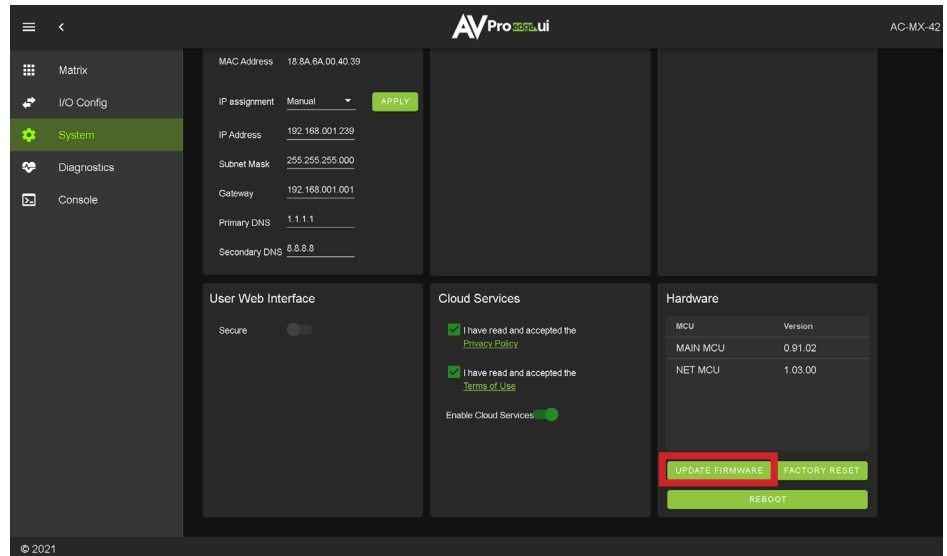 AVPro edge.ui
AC-MX-42
Matrix
I/O Config
System
Diagnostics
Console
MAC Address 18.8A.6A.00.40.39
IP assignment Manual APPLY
IP Address 192.168.001.239
Subnet Mask 255.255.255.000
Gateway 192.168.001.001
Primary DNS 1.1.1.1
Secondary DNS 8.8.8.8
User Web Interface
Secure
Cloud Services
I have read and accepted the
Privacy Policy
I have read and accepted the
Terms of Use
Enable Cloud Services
Hardware
MCU Version
MAIN MCU 0.91.02
NET MCU 1.03.00
UPDATE FIRMWARE FACTORY RESET
REBOOT
© 2021